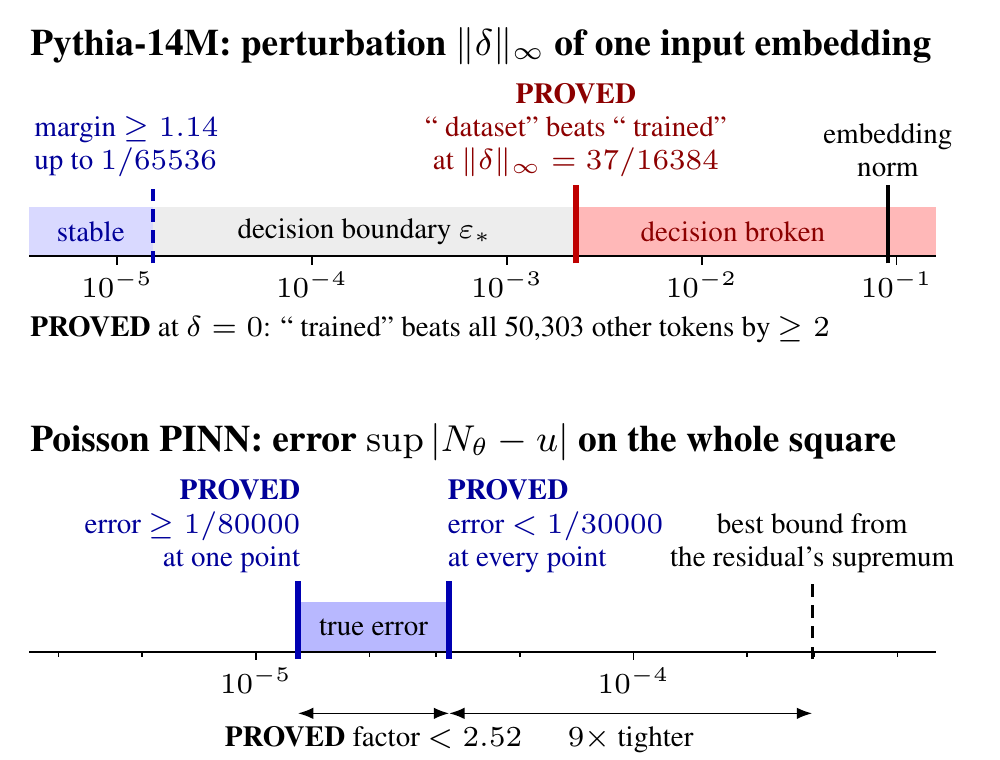 Pythia-14M: perturbation ‖δ‖∞ of one input embedding
PROVED
margin ≥ 1.14
“ dataset” beats “ trained”
embedding
up to 1/65536
at ‖δ‖∞ = 37/16384
norm
stable
decision boundary ε∗
decision broken
10⁻⁵
10⁻⁴
10⁻³
10⁻²
10⁻¹
PROVED at δ = 0: “ trained” beats all 50,303 other tokens by ≥ 2
Poisson PINN: error sup |Nθ − u| on the whole square
PROVED
error ≥ 1/80000
at one point
PROVED
error < 1/30000
at every point
best bound from
the residual’s supremum
true error
10⁻⁵
10⁻⁴
PROVED factor < 2.52
9× tighter